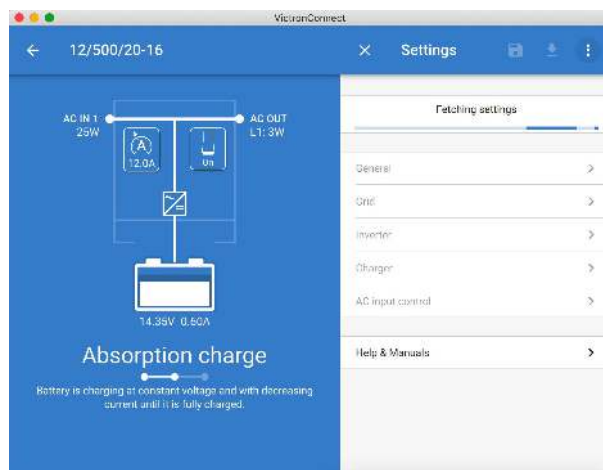 VictronConnect
12/500/20-16
Settings
Fetching settings
AC IN 1
25W
AC OUT
L1: 3W
A
12.0A
On
General
Grid
Inverter
Charger
AC input control
14.35V 0.60A
Absorption charge
Battery is charging at constant voltage and with decreasing
current until it is fully charged.
Help & Manuals